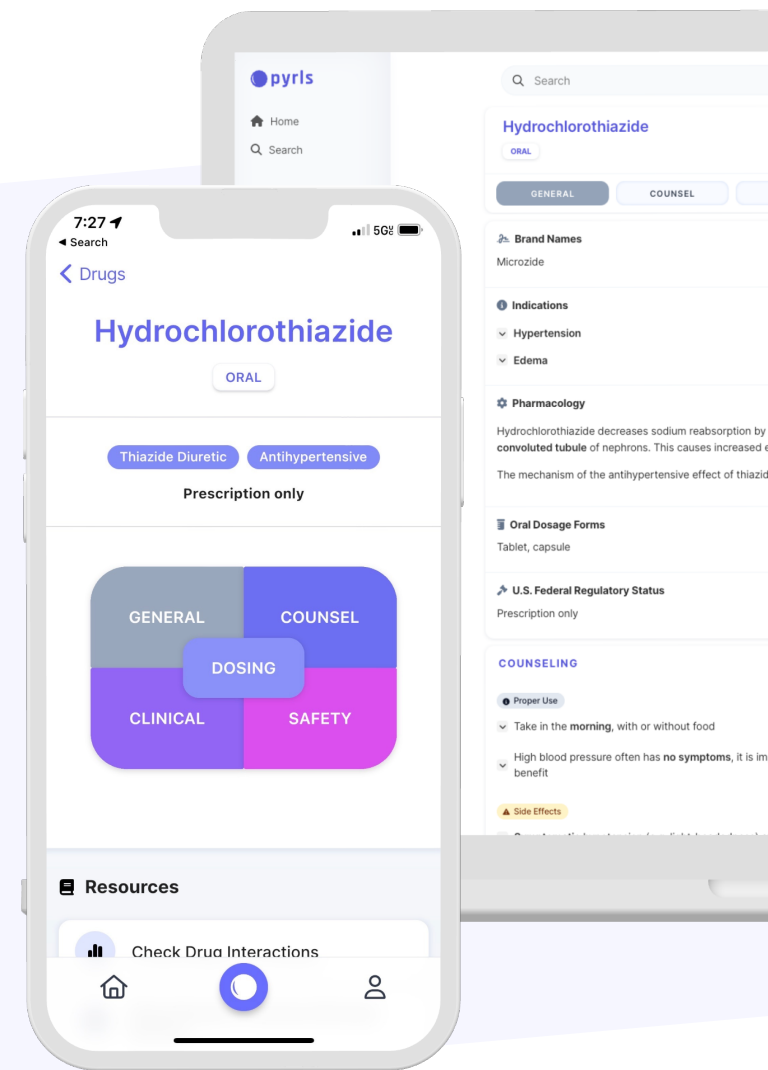 pyrls
Home
Search
Search
Hydrochlorothiazide
ORAL
GENERAL
COUNSEL
Brand Names
Microzide
Indications
Hypertension
Edema
Pharmacology
Hydrochlorothiazide decreases sodium reabsorption by
convoluted tubule of nephrons. This causes increased
The mechanism of the antihypertensive effect of
Oral Dosage Forms
Tablet, capsule
U.S. Federal Regulatory Status
Prescription only
COUNSELING
Proper Use
Take in the morning, with or without food
High blood pressure often has no symptoms, it is
benefit
Side Effects
7:27
5G
◀ Search
Drugs
Hydrochlorothiazide
ORAL
Thiazide Diuretic
Antihypertensive
Prescription only
GENERAL
COUNSEL
DOSING
CLINICAL
SAFETY
Resources
Check Drug Interactions